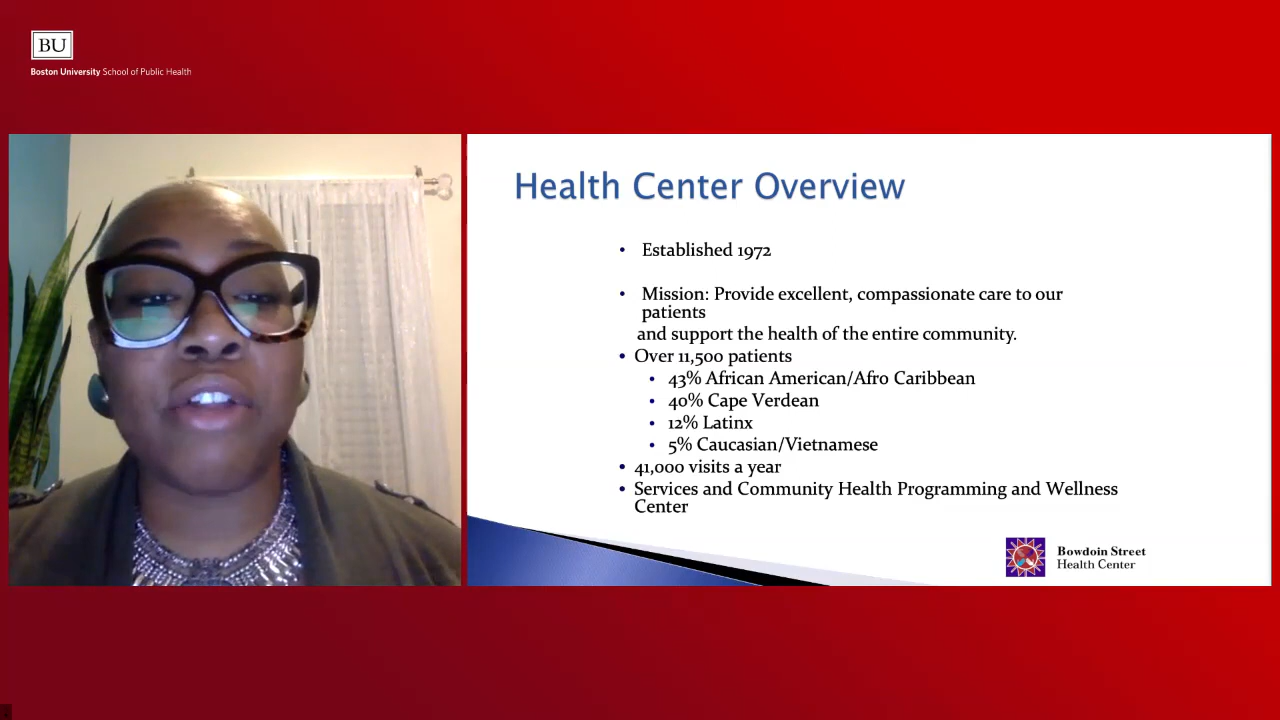 BU
Boston University School of Public Health
Health Center Overview
• Established 1972
• Mission: Provide excellent, compassionate care to our
patients
and support the health of the entire community.
• Over 11,500 patients
• 43% African American/Afro Caribbean
• 40% Cape Verdean
• 12% Latinx
• 5% Caucasian/Vietnamese
• 41,000 visits a year
• Services and Community Health Programming and Wellness
Center
Bowdoin Street
Health Center